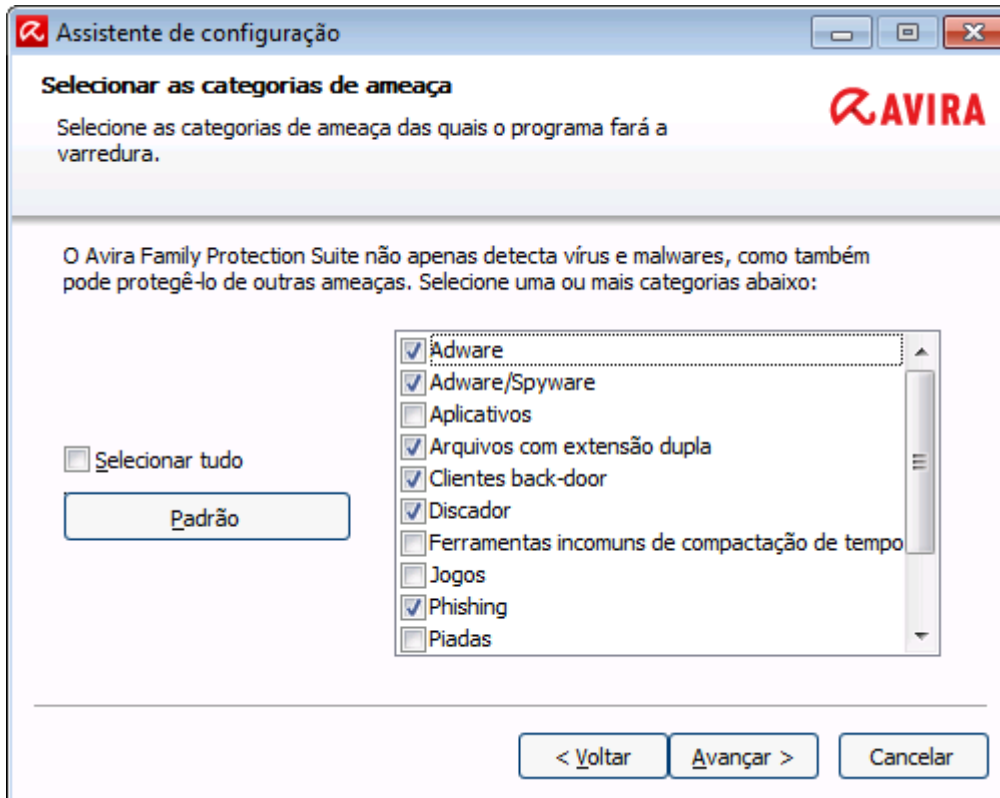 Assistente de configuração
Selecionar as categorias de ameaça
Selecione as categorias de ameaça das quais o programa fará a
varredura.
AVIRA
O Avira Family Protection Suite não apenas detecta vírus e malwares, como também
pode protegê-lo de outras ameaças. Selecione uma ou mais categorias abaixo:
Adware
Adware/Spyware
Aplicativos
Arquivos com extensão dupla
Clientes back-door
Discador
Ferramentas incomuns de compactação de tempo
Jogos
Phishing
Piadas
Selecionar tudo
Padrão
< Voltar
Avançar >
Cancelar